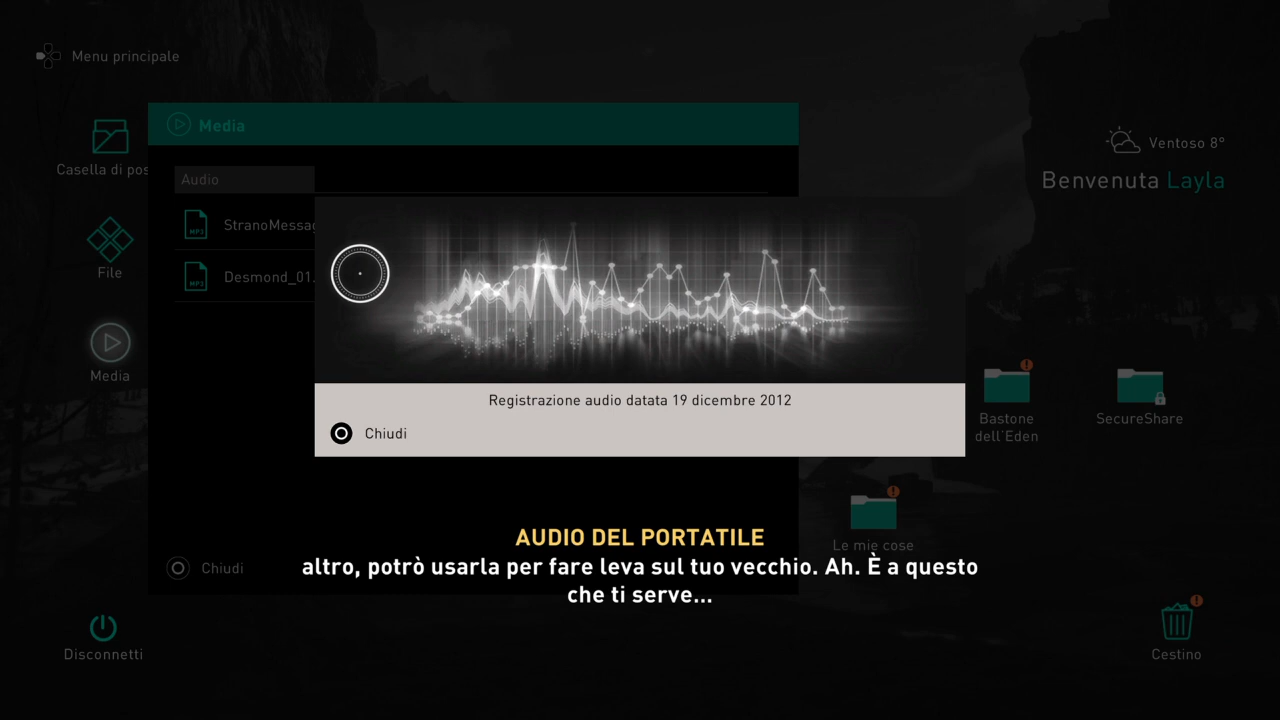 Menu principale
Media
Casella di pos
Audio
Ventoso 8°
Benvenuta Layla
MP3 StranoMessag
File
MP3 Desmond_01.
Media
Registrazione audio datata 19 dicembre 2012
Chiudi
Bastone
dell'Eden
SecureShare
Le mie cose
AUDIO DEL PORTATILE
altro, potrò usarla per fare leva sul tuo vecchio. Ah. È a questo
che ti serve...
Chiudi
Disconnetti
Cestino